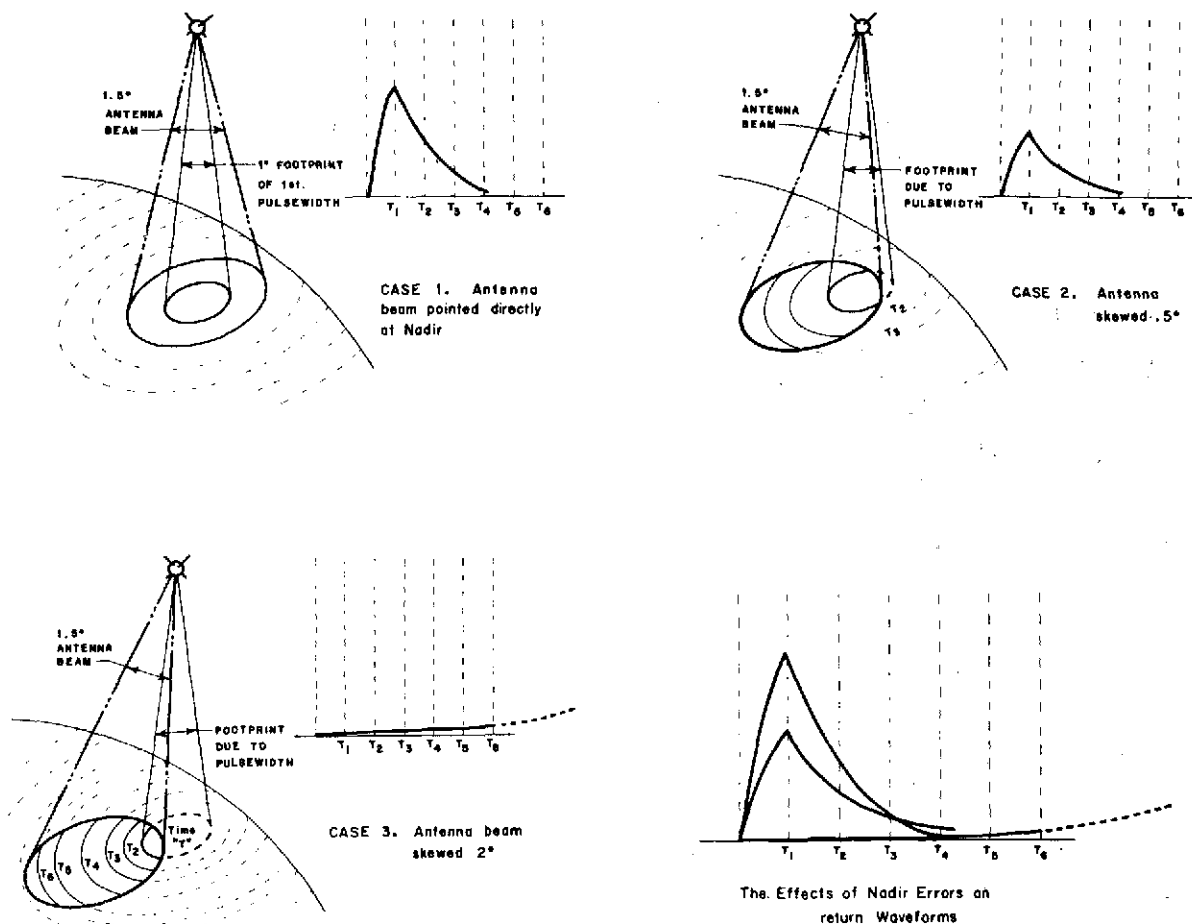 1.5°
ANTENNA
BEAM
1° FOOTPRINT
OF 1st.
PULSEWIDTH
T1 T2 T3 T4 T5 T6
CASE 1. Antenna
beam pointed directly
at Nadir
1.5°
ANTENNA
BEAM
FOOTPRINT
DUE TO
PULSEWIDTH
T2
T3
T1 T2 T3 T4 T5 T6
CASE 2. Antenna
skewed .5°
1.5°
ANTENNA
BEAM
FOOTPRINT
DUE TO
PULSEWIDTH
Time
"T"
T6 T5 T4 T3 T2
T1 T2 T3 T4 T5 T6
CASE 3. Antenna beam
skewed 2°
T1 T2 T3 T4 T5 T6
The Effects of Nadir Errors on
return Waveforms